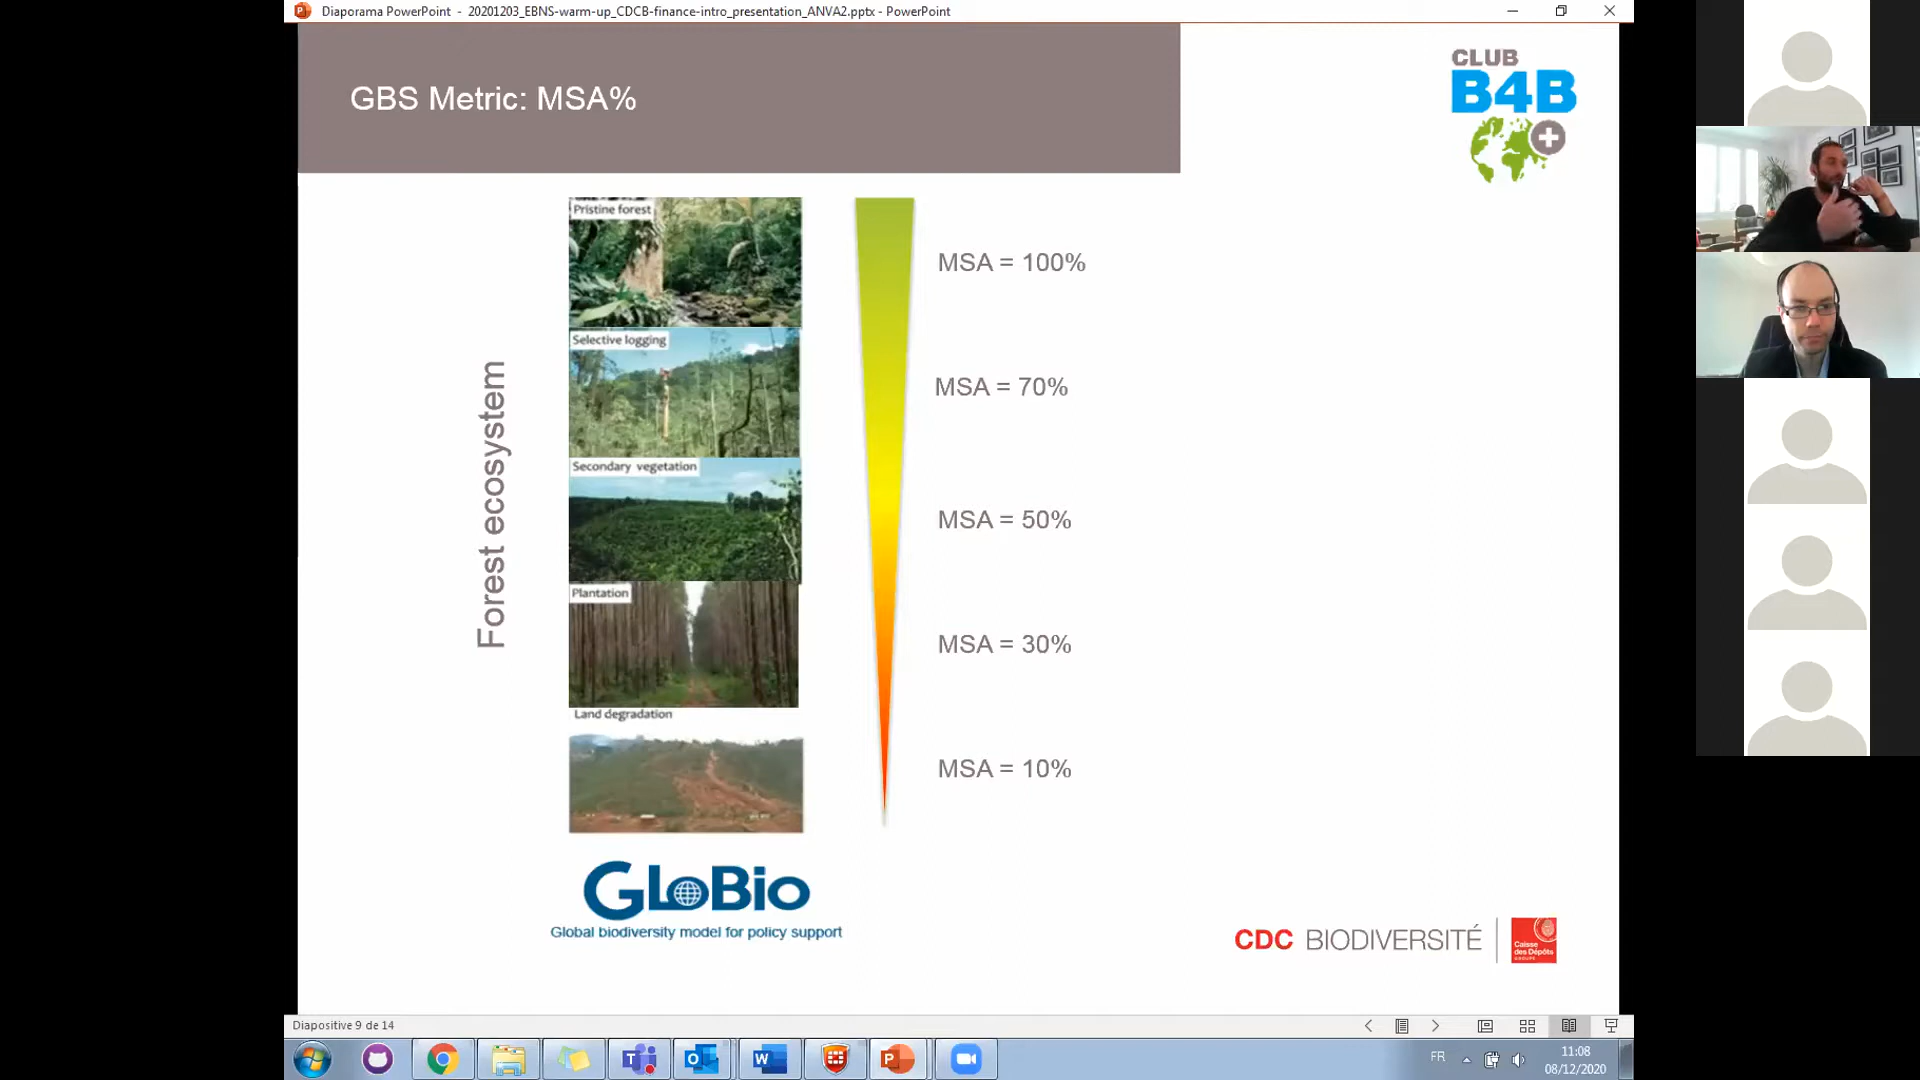 Diaporama PowerPoint - 20201203_EBNS-warm-up_CDCB-finance-intro_presentation_ANVA2.pptx - PowerPoint
GBS Metric: MSA%
CLUB
B4B
Forest ecosystem
Pristine forest
MSA = 100%
Selective logging
MSA = 70%
Secondary vegetation
MSA = 50%
Plantation
MSA = 30%
Land degradation
MSA = 10%
GLOBIO
Global biodiversity model for policy support
CDC BIODIVERSITÉ
Caisse
des Dépôts
GROUPE
Diapositive 9 de 14
FR
11:08
08/12/2020